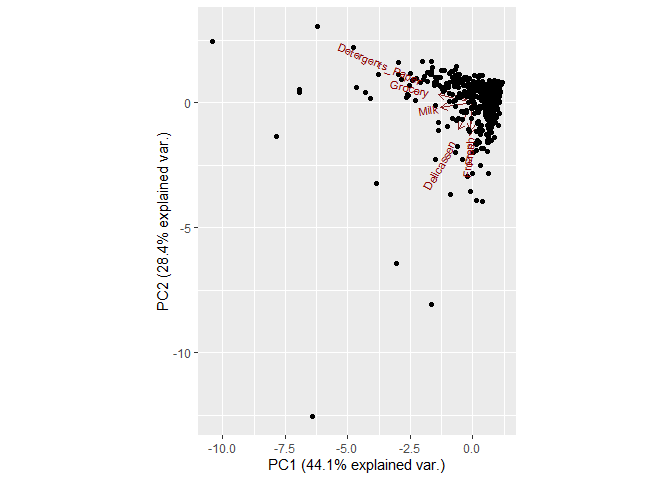 Detergents_Paper
Grocery
Milk
Delicassen
0
-5
-10
-10.0
-7.5
-5.0
-2.5
0.0
PC1 (44.1% explained var.)
PC2 (28.4% explained var.)